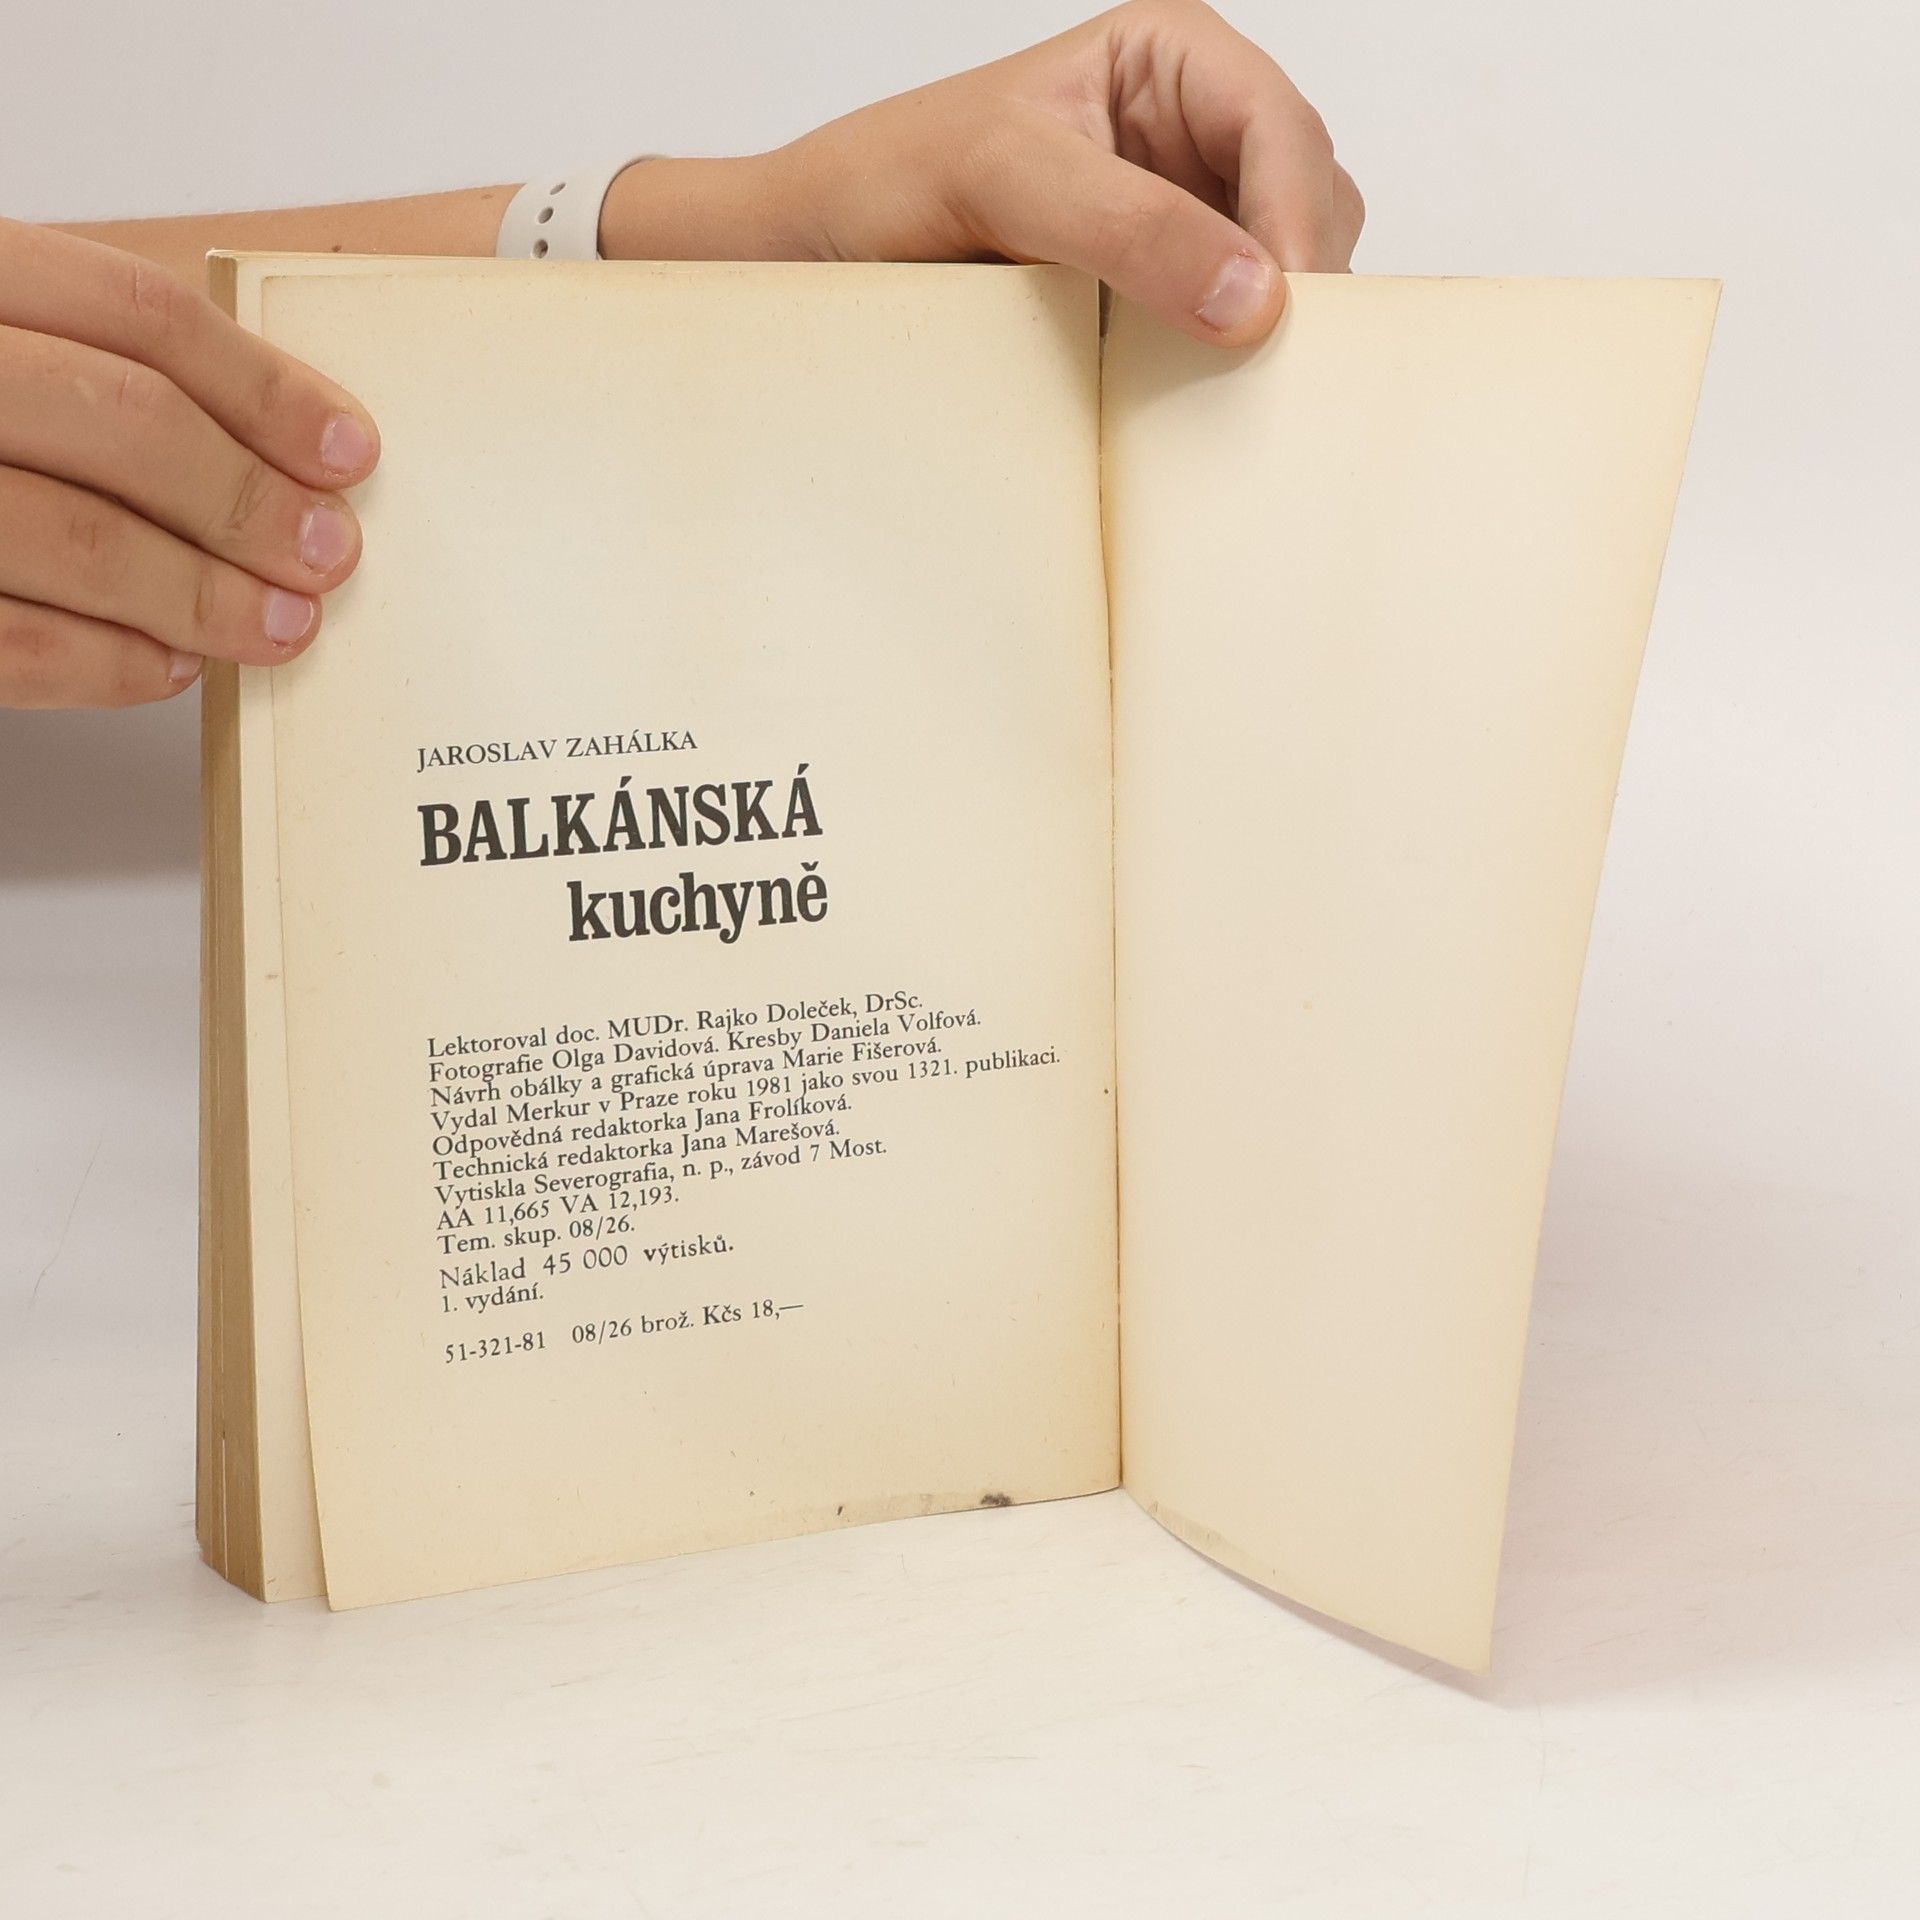 JAROSLAV ZAHÁLKA
BALKÁNSKÁ
kuchyně
Lektoroval doc. MUDr. Rajko Doleček, DrSc.
Fotografie Olga Davidová. Kresby Daniela Volfová.
Návrh obálky a grafická úprava Marie Fišerová.
Vydal Merkur v Praze roku 1981 jako svou 1321. publikaci.
Odpovědná redaktorka Jana Frolíková.
Technická redaktorka Jana Marešová.
Vytiskla Severografia, n. p., závod 7 Most.
AA 11,665 VA 12,193.
Tem. skup. 08/26.
Náklad 45 000 výtisků.
1. vydání.
51-321-81 08/26 brož. Kčs 18,—